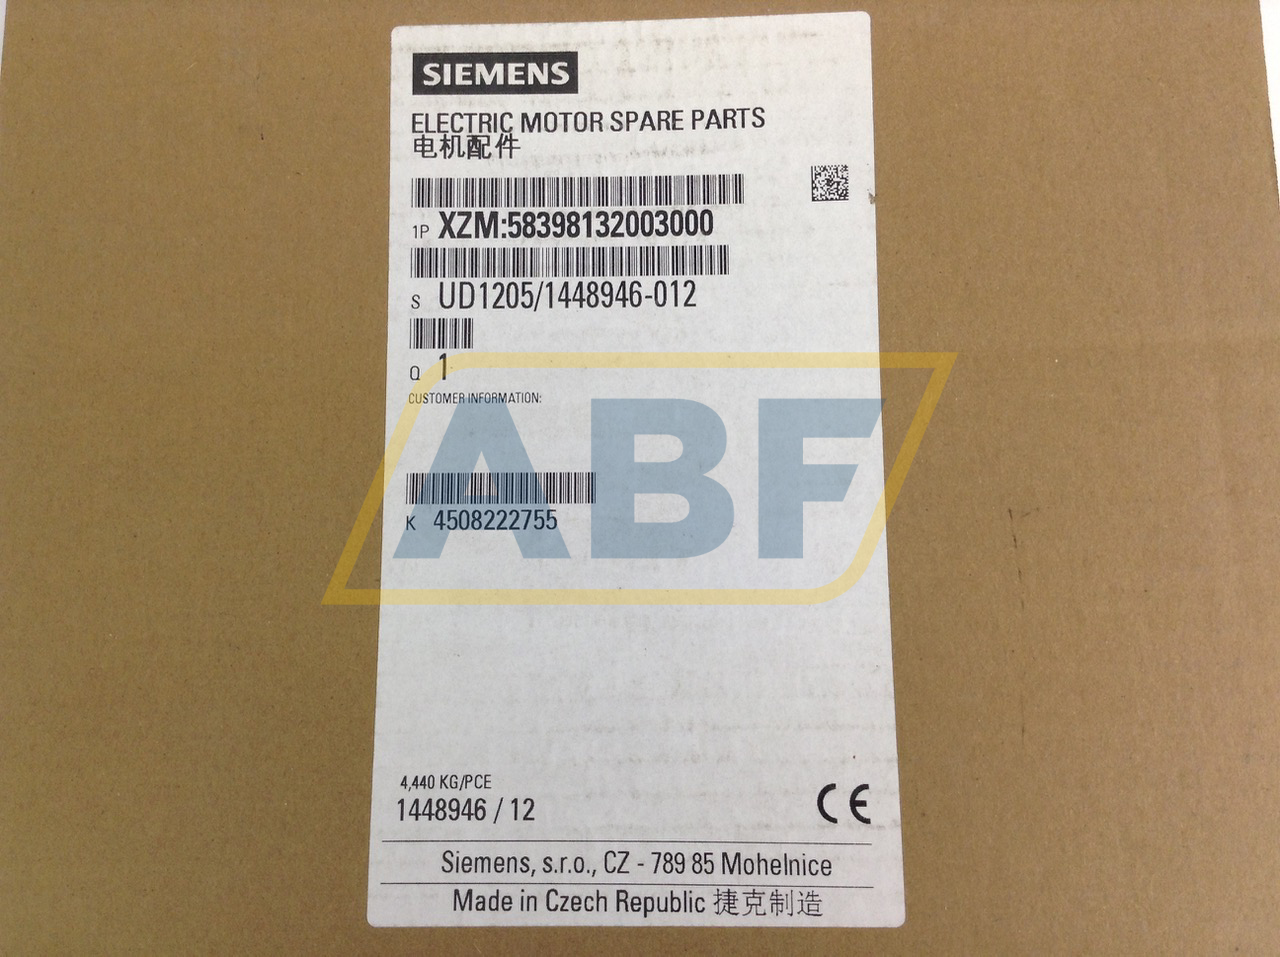 SIEMENS
ELECTRIC MOTOR SPARE PARTS
电机配件
1P XZM:58398132003000
S UD1205/1448946-012
Q 1
CUSTOMER INFORMATION:
ABF
K 4508222755
4,440 KG/PCE
1448946 / 12
CE
Siemens, s.r.o., CZ - 789 85 Mohelnice
Made in Czech Republic 捷克制造